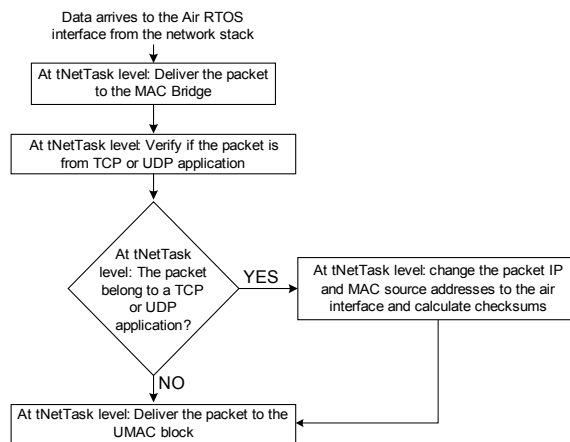 Data arrives to the Air RTOS
interface from the network stack
At tNetTask level: Deliver the packet
to the MAC Bridge
At tNetTask level: Verify if the packet is
from TCP or UDP application
At tNetTask
level: The packet
belong to a TCP
or UDP
application?
YES
At tNetTask level: change the packet IP
and MAC source addresses to the air
interface and calculate checksums
NO
At tNetTask level: Deliver the packet to the
UMAC block